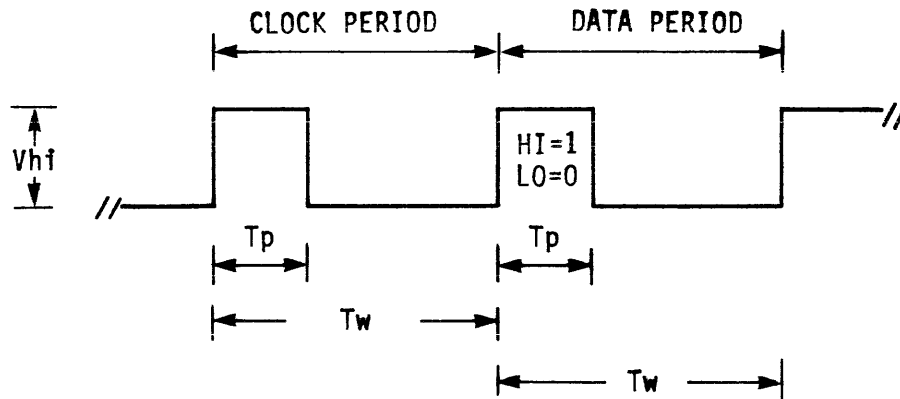 CLOCK PERIOD
DATA PERIOD
Vhi
HI=1
LO=0
Tp
Tp
Tw
Tw